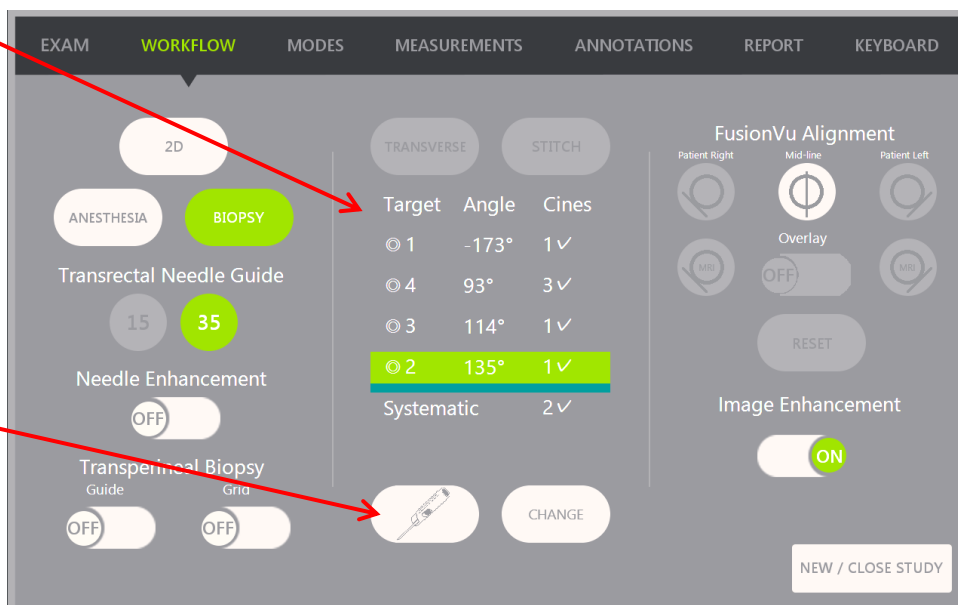 EXAM WORKFLOW MODES MEASUREMENTS ANNOTATIONS REPORT KEYBOARD
2D
ANESTHESIA BIOPSY
Transrectal Needle Guide
15 35
Needle Enhancement
OFF
Transperineal Biopsy
Guide Grid
OFF OFF
TRANSVERSE STITCH
Target Angle Cines
◎ 1 -173° 1✓
◎ 4 93° 3✓
◎ 3 114° 1✓
◎ 2 135° 1✓
Systematic 2✓
CHANGE
FusionVu Alignment
Patient Right Mid-line Patient Left
Overlay
MRI OFF MRI
RESET
Image Enhancement
ON
NEW / CLOSE STUDY